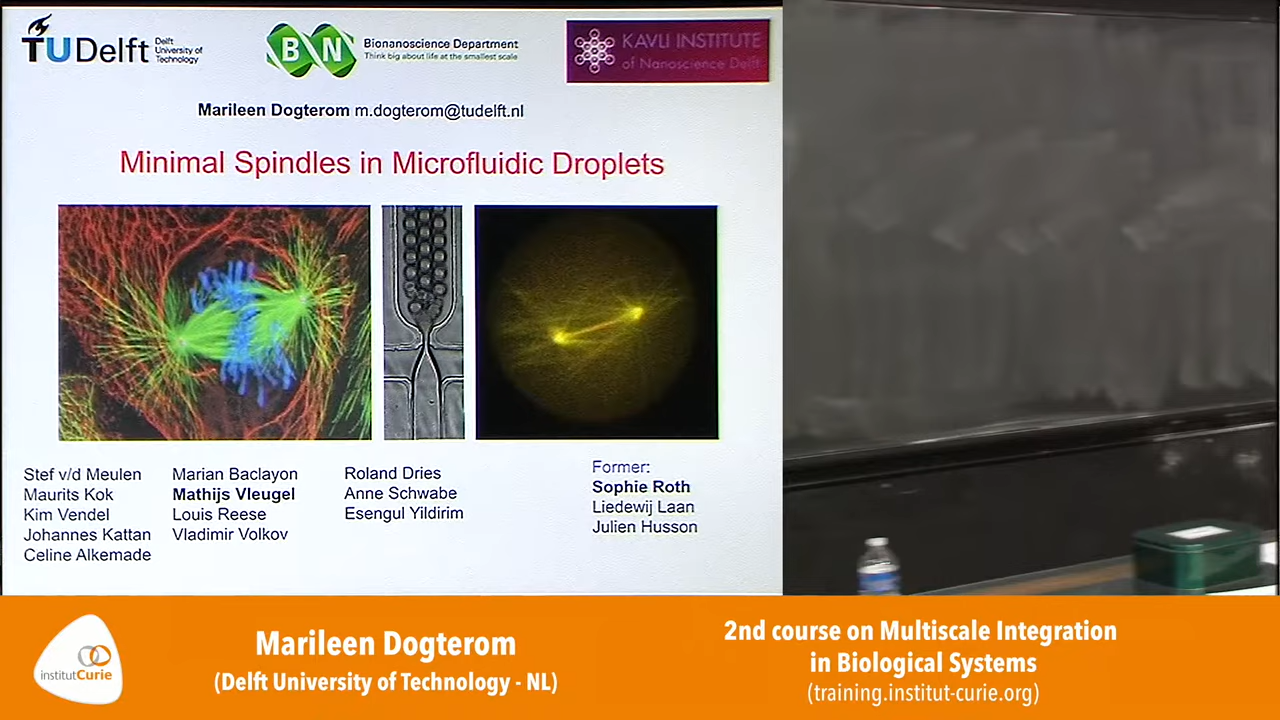 TUDelft
Delft
University of
Technology
BN
Bionanoscience Department
Think big about life at the smallest scale
KAVLI INSTITUTE
of Nanoscience Delft
Marileen Dogterom m.dogterom@tudelft.nl
Minimal Spindles in Microfluidic Droplets
Stef v/d Meulen
Maurits Kok
Kim Vendel
Johannes Kattan
Celine Alkemade
Marian Baclayon
Mathijs Vleugel
Louis Reese
Vladimir Volkov
Roland Dries
Anne Schwabe
Esengul Yildirim
Former:
Sophie Roth
Liedewij Laan
Julien Husson
institutCurie
Marileen Dogterom
(Delft University of Technology - NL)
2nd course on Multiscale Integration
in Biological Systems
(training.institut-curie.org)